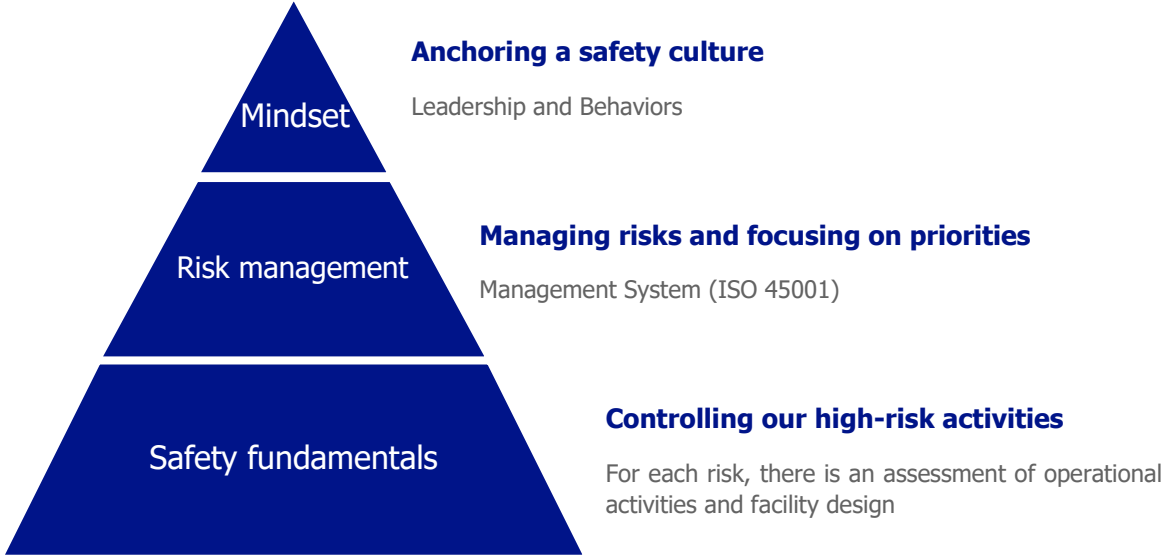 Anchoring a safety culture
Mindset
Leadership and Behaviors
Managing risks and focusing on priorities
Risk management
Management System (ISO 45001)
Controlling our high-risk activities
Safety fundamentals
For each risk, there is an assessment of operational
activities and facility design